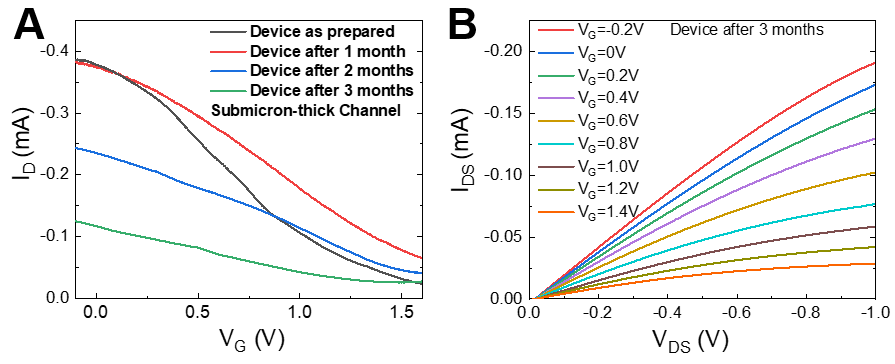 A
-0.4
-0.3
-0.2
-0.1
0.0
I_D (mA)
0.0
0.5
1.0
1.5
V_G (V)
Device as prepared
Device after 1 month
Device after 2 months
Device after 3 months
Submicron-thick Channel
B
-0.20
-0.15
-0.10
-0.05
0.00
I_DS (mA)
0.0
-0.2
-0.4
-0.6
-0.8
-1.0
V_DS (V)
Device after 3 months
V_G=-0.2V
V_G=0V
V_G=0.2V
V_G=0.4V
V_G=0.6V
V_G=0.8V
V_G=1.0V
V_G=1.2V
V_G=1.4V